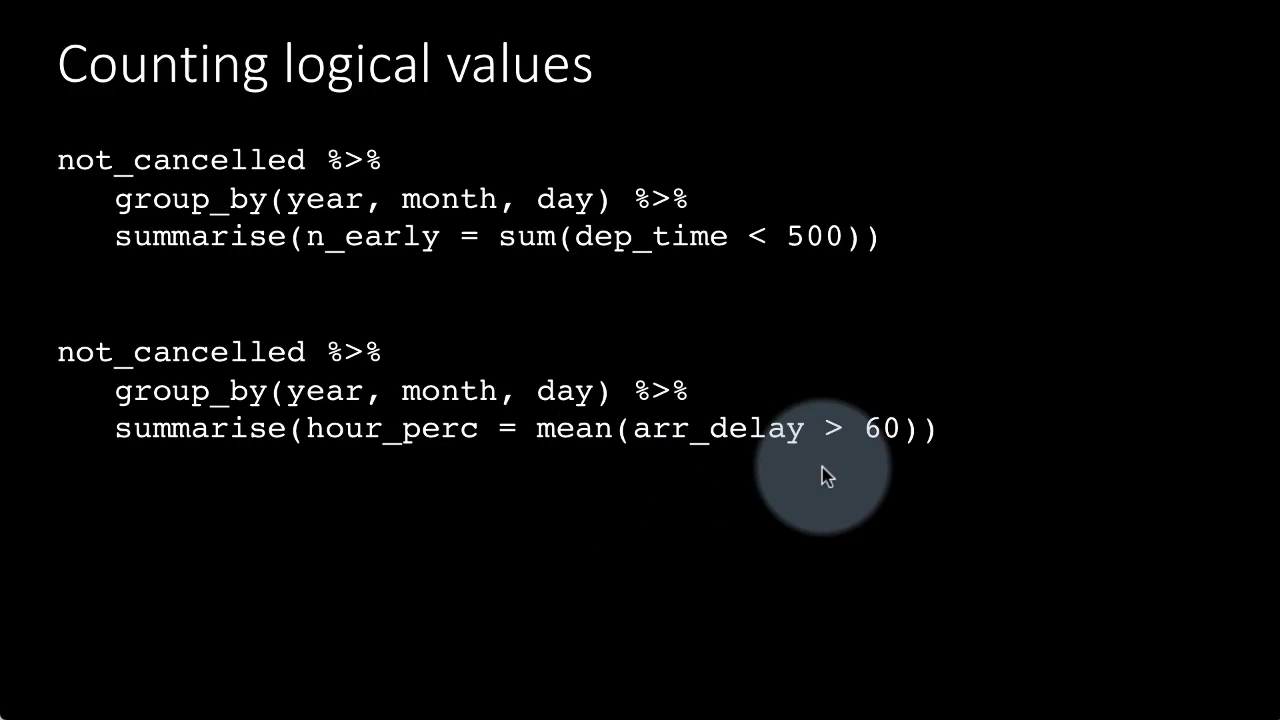 Counting logical values
not_cancelled %>%
group_by(year, month, day) %>%
summarise(n_early = sum(dep_time < 500))
not_cancelled %>%
group_by(year, month, day) %>%
summarise(hour_perc = mean(arr_delay > 60))